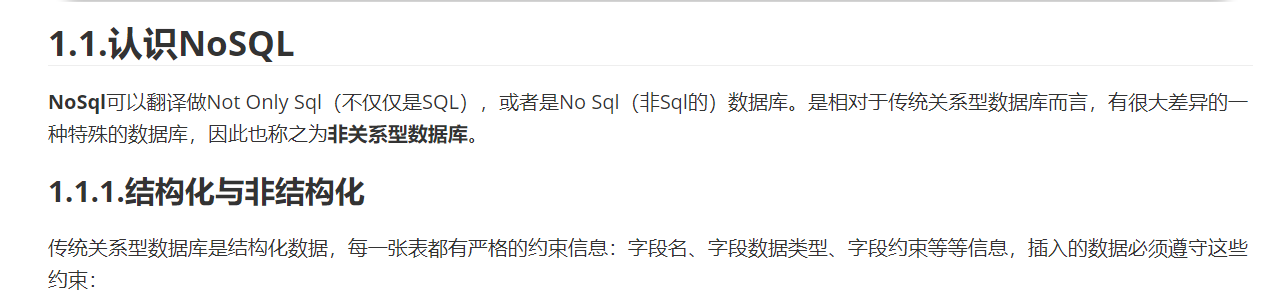 1.1.认识NoSQL
NoSql可以翻译做Not Only Sql（不仅仅是SQL），或者是No Sql（非Sql的）数据库。是相对于传统关系型数据库而言，有很大差异的一
种特殊的数据库，因此也称之为非关系型数据库。
1.1.1.结构化与非结构化
传统关系型数据库是结构化数据，每一张表都有严格的约束信息：字段名、字段数据类型、字段约束等等信息，插入的数据必须遵守这些
约束：